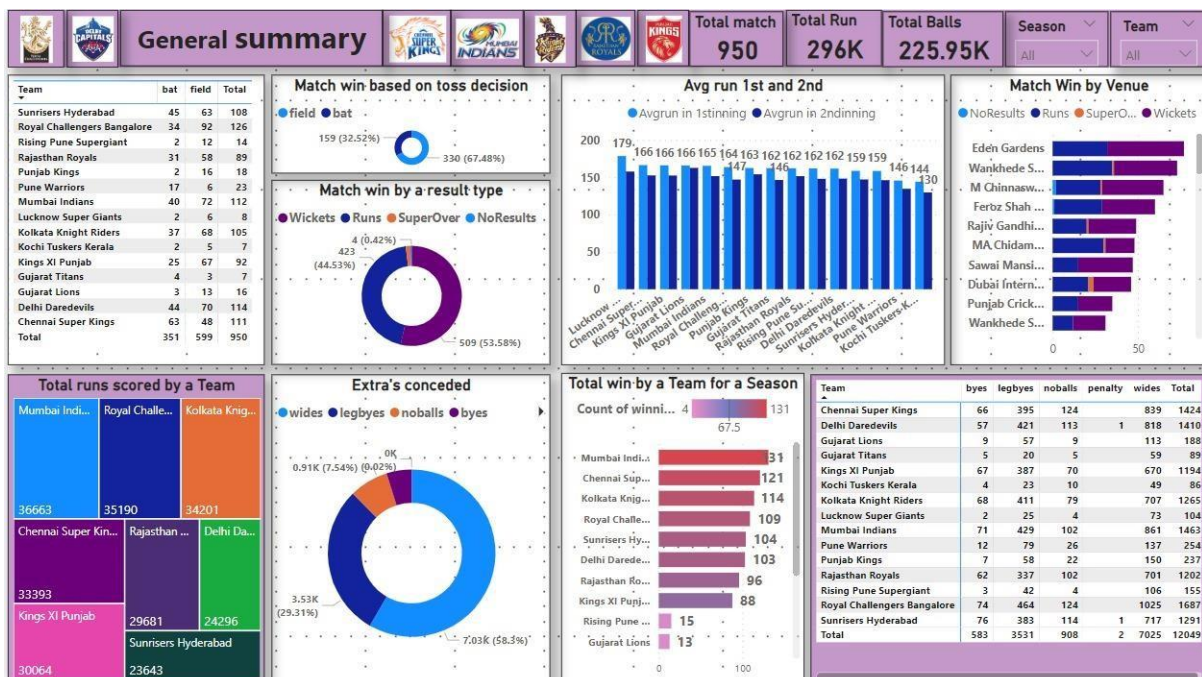 General summary
CHENNAI SUPER KINGS
MUMBAI INDIANS
RAJASTHAN ROYALS
KINGS
DELHI CAPITALS
Total match
950
Total Run
296K
Total Balls
225.95K
Season
All
Team
All
Team bat field Total
Sunrisers Hyderabad 45 63 108
Royal Challengers Bangalore 34 92 126
Rising Pune Supergiant 2 12 14
Rajasthan Royals 31 58 89
Punjab Kings 2 16 18
Pune Warriors 17 6 23
Mumbai Indians 40 72 112
Lucknow Super Giants 2 6 8
Kolkata Knight Riders 37 68 105
Kochi Tuskers Kerala 2 5 7
Kings XI Punjab 25 67 92
Gujarat Titans 4 3 7
Gujarat Lions 3 13 16
Delhi Daredevils 44 70 114
Chennai Super Kings 63 48 111
Total 351 599 950
Match win based on toss decision
field bat
159 (32.52%)
330 (67.48%)
Match win by a result type
Wickets Runs SuperOver NoResults
4 (0.42%)
423
(44.53%)
509 (53.58%)
Avg run 1st and 2nd
Avgrun in 1stinning Avgrun in 2ndinning
200
150
100
50
0
179 166 166 166 165 164 163 162 162 162 162 159 159 146 144
147 146 130
Lucknow ...
Chennai Super...
Kings XI Punjab
Gujarat Lions
Mumbai Indians
Royal Challeng...
Punjab Kings
Gujarat Titans
Rajasthan Royals
Rising Pune Su...
Delhi Daredevils
Sunrisers Hyder...
Kolkata Knight ...
Pune Warriors
Kochi Tuskers K...
Match Win by Venue
NoResults Runs SuperO... Wickets
Eden Gardens
Wankhede S...
M Chinnasw...
Feroz Shah ...
Rajiv Gandhi...
MA Chidam...
Sawai Mansi...
Dubai Intern...
Punjab Crick...
Wankhede S...
0 50
Total runs scored by a Team
Mumbai Indi...
36663
Royal Challe...
35190
Kolkata Knig...
34201
Chennai Super Kin...
33393
Rajasthan ...
29681
Delhi Da...
24296
Kings XI Punjab
30064
Sunrisers Hyderabad
23643
Extra's conceded
wides legbyes noballs byes
0K
(0.02%)
0.91K (7.54%)
3.53K
(29.31%)
7.03K (58.3%)
Total win by a Team for a Season
Count of winni... 4 131
67.5
Mumbai Indi... 131
Chennai Sup... 121
Kolkata Knig... 114
Royal Challe... 109
Sunrisers Hy... 104
Delhi Darede... 103
Rajasthan Ro... 96
Kings XI Punj... 88
Rising Pune ... 15
Gujarat Lions 13
0 100
Team byes legbyes noballs penalty wides Total
Chennai Super Kings 66 395 124 839 1424
Delhi Daredevils 57 421 113 1 818 1410
Gujarat Lions 9 57 9 113 188
Gujarat Titans 5 20 5 59 89
Kings XI Punjab 67 387 70 670 1194
Kochi Tuskers Kerala 4 23 10 49 86
Kolkata Knight Riders 68 411 79 707 1265
Lucknow Super Giants 2 25 4 73 104
Mumbai Indians 71 429 102 861 1463
Pune Warriors 12 79 26 137 254
Punjab Kings 7 58 22 150 237
Rajasthan Royals 62 337 102 701 1202
Rising Pune Supergiant 3 42 4 106 155
Royal Challengers Bangalore 74 464 124 1025 1687
Sunrisers Hyderabad 76 383 114 1 717 1291
Total 583 3531 908 2 7025 12049